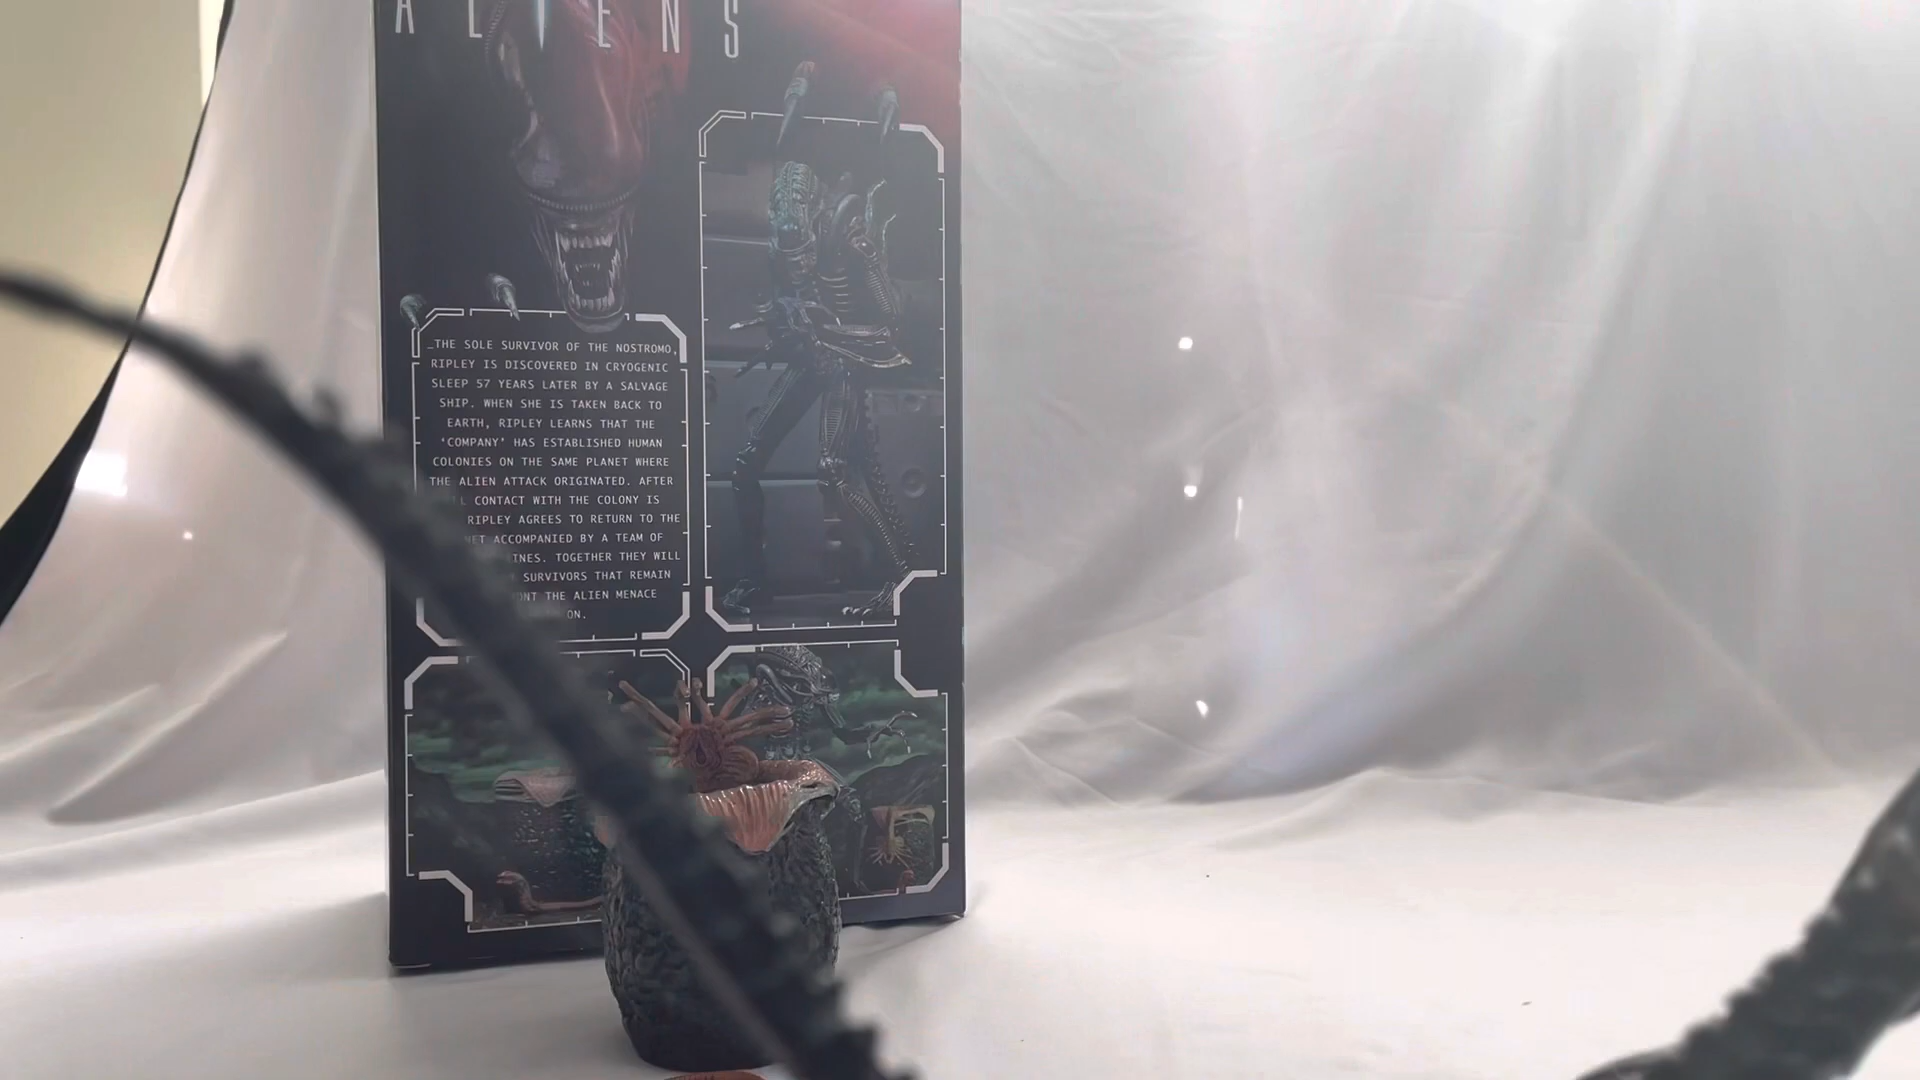 ALIENS
…THE SOLE SURVIVOR OF THE NOSTROMO,
RIPLEY IS DISCOVERED IN CRYOGENIC
SLEEP 57 YEARS LATER BY A SALVAGE
SHIP. WHEN SHE IS TAKEN BACK TO
EARTH, RIPLEY LEARNS THAT THE
'COMPANY' HAS ESTABLISHED HUMAN
COLONIES ON THE SAME PLANET WHERE
THE ALIEN ATTACK ORIGINATED. AFTER
CONTACT WITH THE COLONY IS
RIPLEY AGREES TO RETURN TO THE
ACCOMPANIED BY A TEAM OF
TOGETHER THEY WILL
SURVIVORS THAT REMAIN
THE ALIEN MENACE